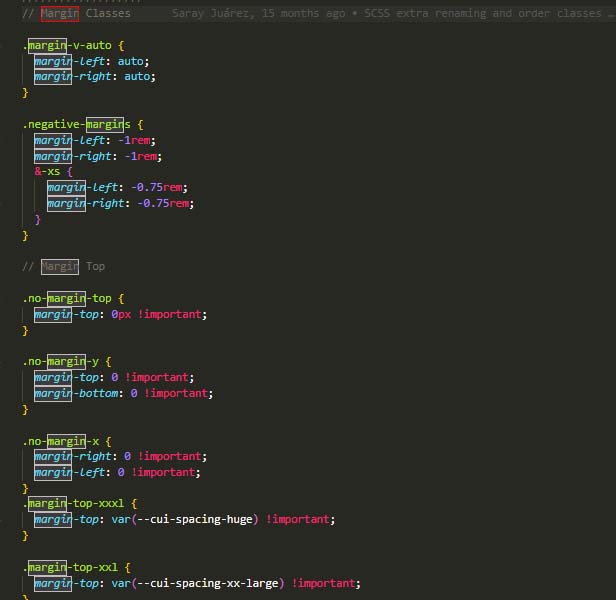 // Margin Classes Saray Juárez, 15 months ago • SCSS extra renaming and order classes …
.margin-v-auto {
margin-left: auto;
margin-right: auto;
}
.negative-margins {
margin-left: -1rem;
margin-right: -1rem;
&-xs {
margin-left: -0.75rem;
margin-right: -0.75rem;
}
}
// Margin Top
.no-margin-top {
margin-top: 0px !important;
}
.no-margin-y {
margin-top: 0 !important;
margin-bottom: 0 !important;
}
.no-margin-x {
margin-right: 0 !important;
margin-left: 0 !important;
}
.margin-top-xxxl {
margin-top: var(--cui-spacing-huge) !important;
}
.margin-top-xxl {
margin-top: var(--cui-spacing-xx-large) !important;
}